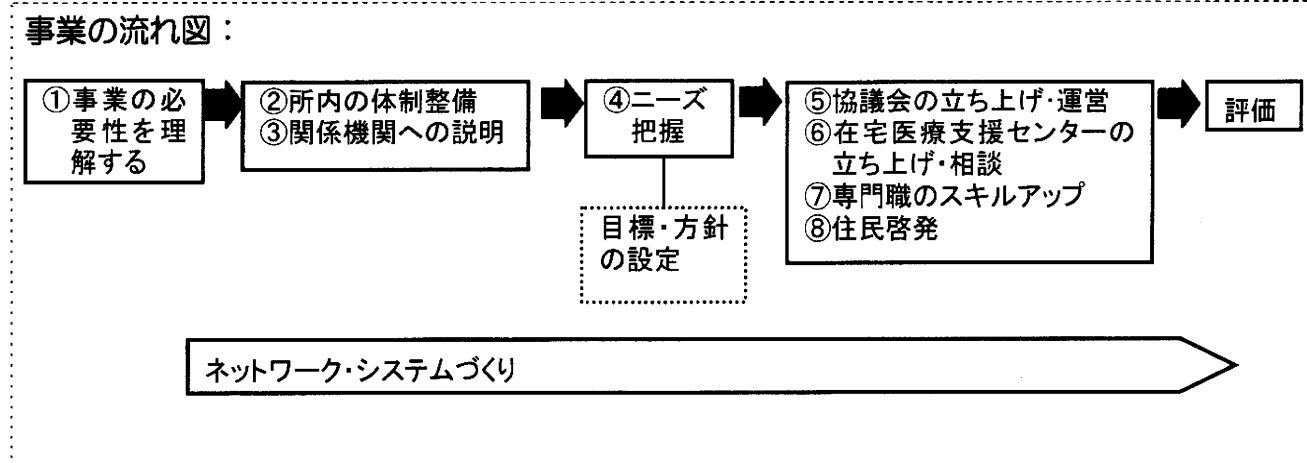 事業の流れ図：
①事業の必
要性を理
解する
②所内の体制整備
③関係機関への説明
④ニーズ
把握
目標・方針
の設定
⑤協議会の立ち上げ・運営
⑥在宅医療支援センターの
立ち上げ・相談
⑦専門職のスキルアップ
⑧住民啓発
評価
ネットワーク・システムづくり